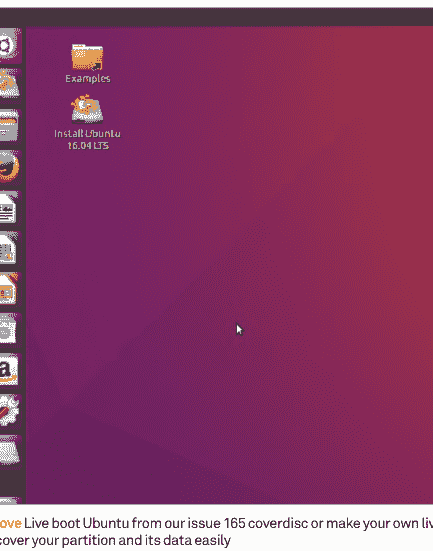 Examples
Install Ubuntu
16.04 LTS
a
ove Live boot Ubuntu from our issue 165 coverdisc or make your own liv
cover your partition and its data easily